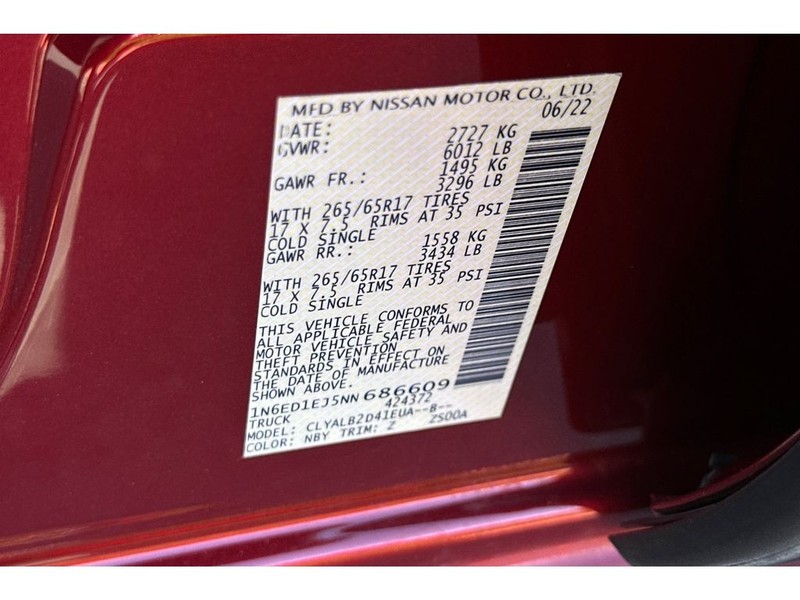 MFD BY NISSAN MOTOR CO., LTD.
DATE: 06/22
GVWR: 2727 KG
6012 LB
GAWR FR.: 1495 KG
3296 LB
WITH 265/65R17 TIRES
17 X 7.5 RIMS AT 35 PSI
COLD SINGLE
GAWR RR.: 1558 KG
3434 LB
WITH 265/65R17 TIRES
17 X 7.5 RIMS AT 35 PSI
COLD SINGLE
THIS VEHICLE CONFORMS TO
ALL APPLICABLE FEDERAL
MOTOR VEHICLE SAFETY AND
THEFT PREVENTION
STANDARDS IN EFFECT ON
THE DATE OF MANUFACTURE
SHOWN ABOVE.
1N6ED1EJ5NN686609
TRUCK 424372
MODEL: CLYALB2D41EUA--B--
COLOR: NBY TRIM: Z ZS00A